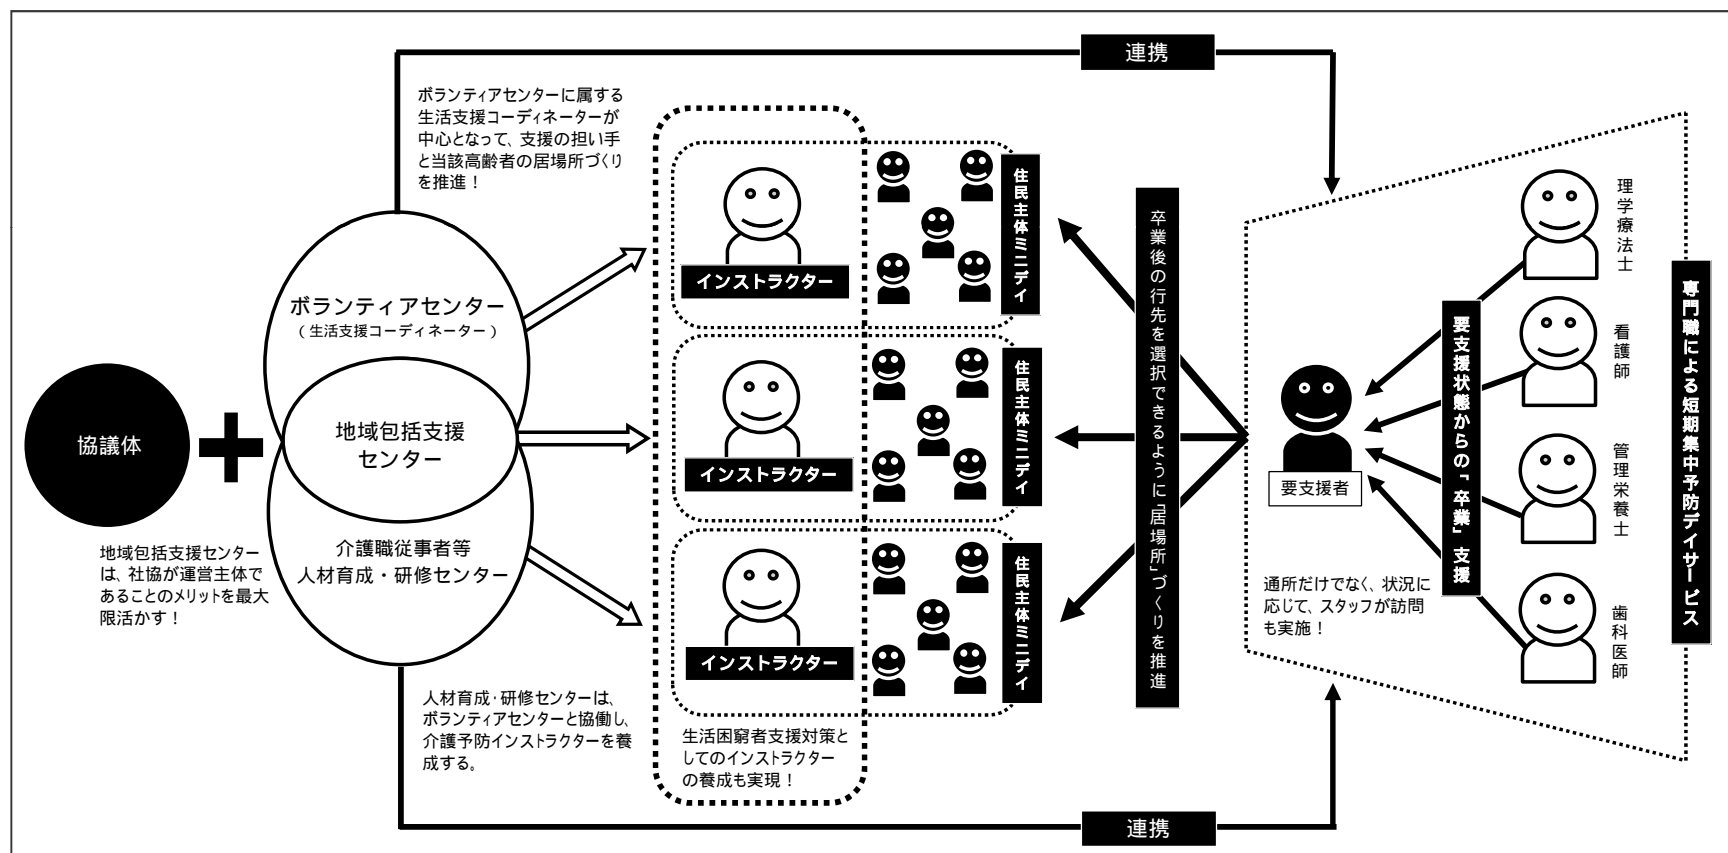 連携
ボランティアセンターに属する
生活支援コーディネーターが
中心となって、支援の担い手
と当該高齢者の居場所づくり
を推進！
ボランティアセンター
（生活支援コーディネーター）
地域包括支援
センター
協議体
介護職従事者等
人材育成・研修センター
地域包括支援センター
は、社協が運営主体で
あることのメリットを最大
限活かす！
人材育成・研修センターは、
ボランティアセンターと協働し、
介護予防インストラクターを養
成する。
インストラクター
住民主体ミニデイ
インストラクター
住民主体ミニデイ
インストラクター
住民主体ミニデイ
生活困窮者支援対策と
してのインストラクター
の養成も実現！
卒業後の行先を選択できるように「居場所」づくりを推進
要支援者
通所だけでなく、状況に
応じて、スタッフが訪問
も実施！
要支援状態からの「卒業」支援
理学療法士
看護師
管理栄養士
歯科医師
専門職による短期集中予防デイサービス
連携